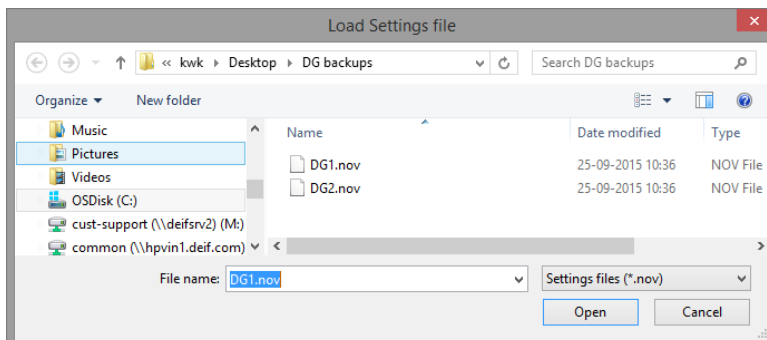 Load Settings file
« kwk Desktop DG backups
Search DG backups
Organize New folder
Music
Pictures
Videos
OSDisk (C:)
cust-support (\\deifsrv2) (M:)
common (\\hpvin1.deif.com)
Name Date modified Type
DG1.nov 25-09-2015 10:36 NOV File
DG2.nov 25-09-2015 10:36 NOV File
File name: DG1.nov Settings files (*.nov)
Open Cancel